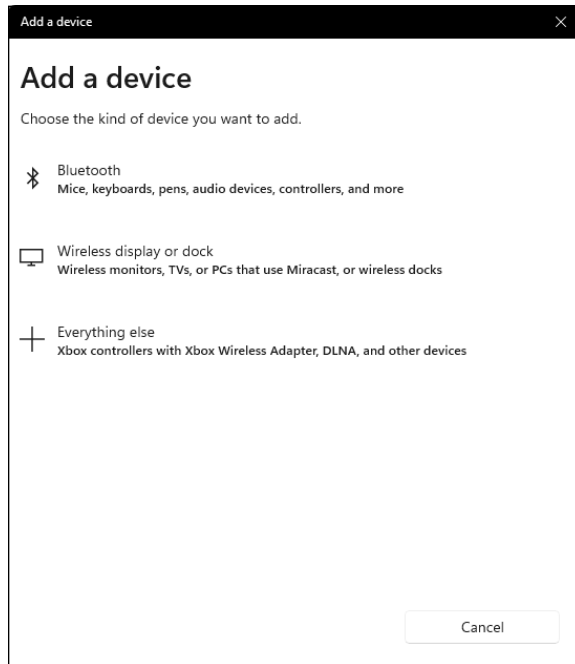 Add a device
Add a device
Choose the kind of device you want to add.
Bluetooth
Mice, keyboards, pens, audio devices, controllers, and more
Wireless display or dock
Wireless monitors, TVs, or PCs that use Miracast, or wireless docks
Everything else
Xbox controllers with Xbox Wireless Adapter, DLNA, and other devices
Cancel